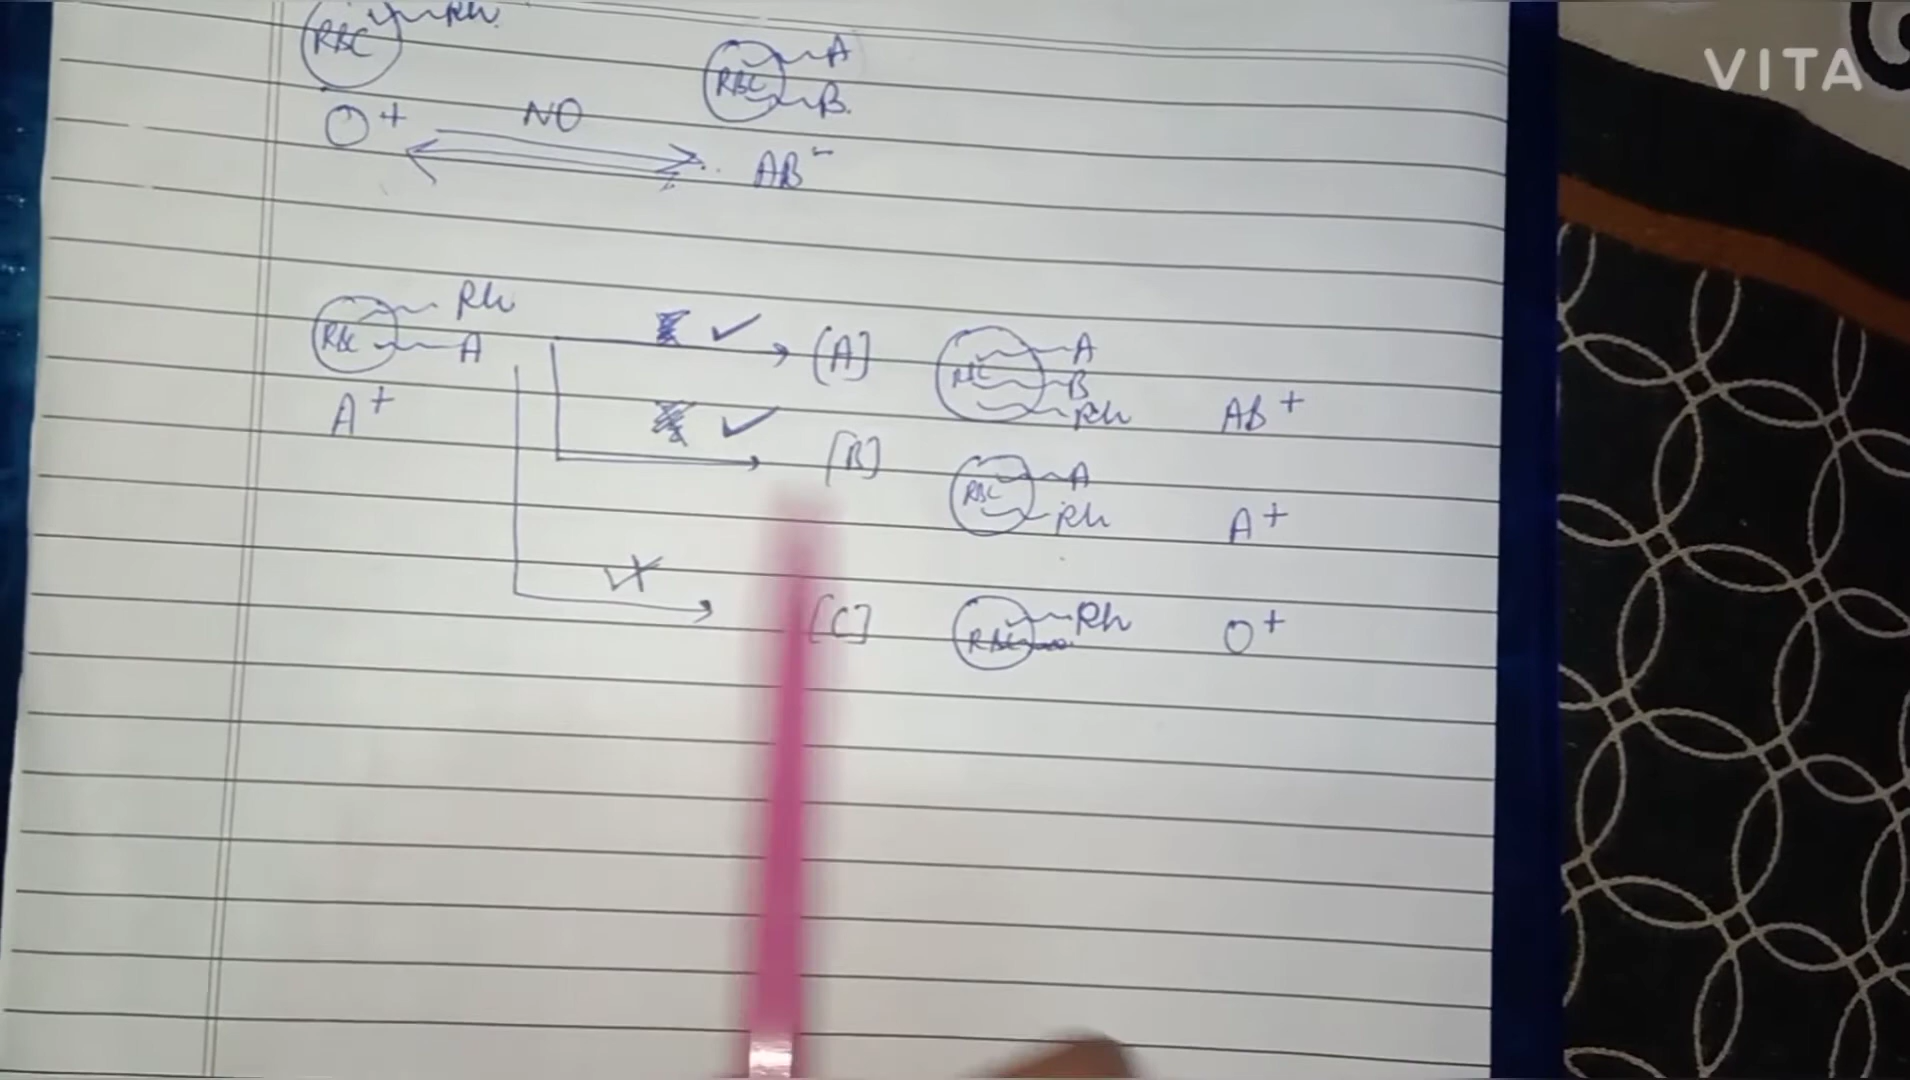 RBC Rh
RBC A
B.
O+ NO AB-
VITA
RBC Rh
A
A+
[A] RBC A
B
Rh
AB+
[B] RBC A
Rh
A+
[C] RBC Rh
O+